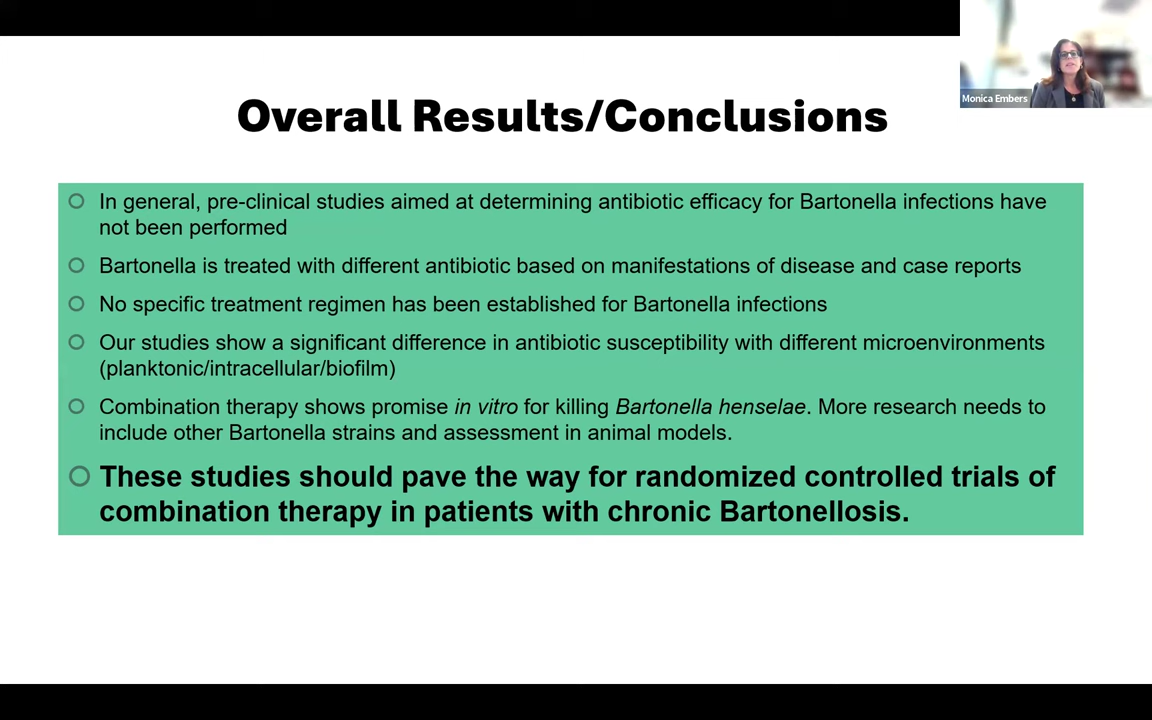 Monica Embers
Overall Results/Conclusions
In general, pre-clinical studies aimed at determining antibiotic efficacy for Bartonella infections have
not been performed
Bartonella is treated with different antibiotic based on manifestations of disease and case reports
No specific treatment regimen has been established for Bartonella infections
Our studies show a significant difference in antibiotic susceptibility with different microenvironments
(planktonic/intracellular/biofilm)
Combination therapy shows promise in vitro for killing Bartonella henselae. More research needs to
include other Bartonella strains and assessment in animal models.
These studies should pave the way for randomized controlled trials of
combination therapy in patients with chronic Bartonellosis.